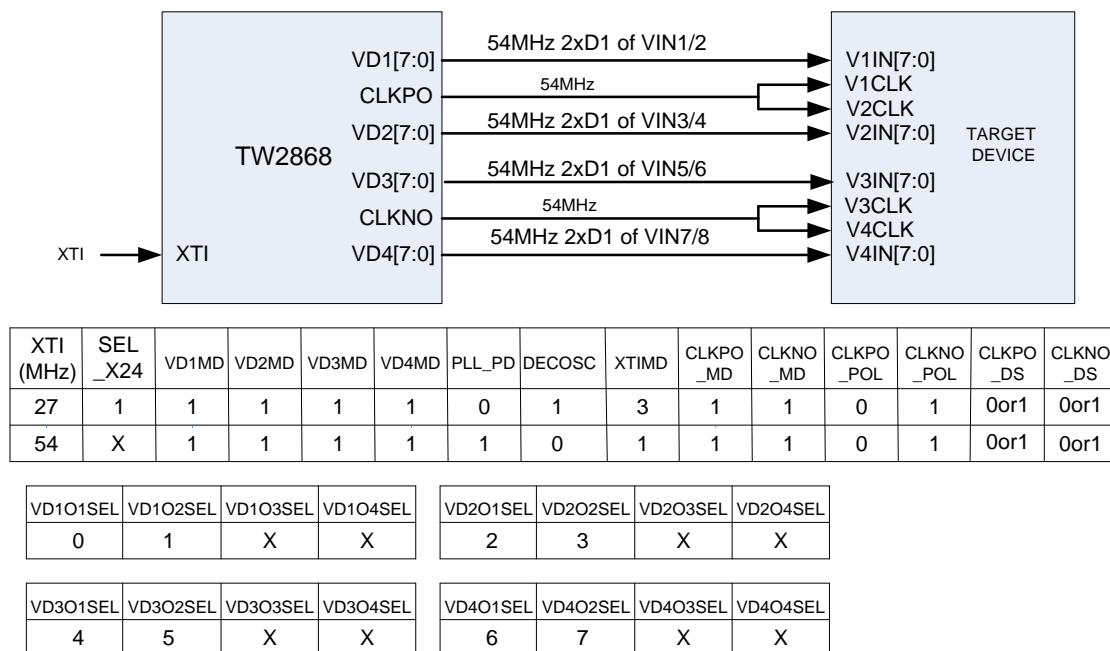 54MHz 2xD1 of VIN1/2
VD1[7:0]
V1IN[7:0]
54MHz
V1CLK
CLKPO
V2CLK
54MHz 2xD1 of VIN3/4
VD2[7:0]
V2IN[7:0]
TARGET
DEVICE
TW2868
54MHz 2xD1 of VIN5/6
VD3[7:0]
V3IN[7:0]
54MHz
V3CLK
CLKNO
V4CLK
54MHz 2xD1 of VIN7/8
XTI
XTI
VD4[7:0]
V4IN[7:0]
XTI (MHz) SEL _X24 VD1MD VD2MD VD3MD VD4MD PLL_PD DECOSC XTIMD CLKPO _MD CLKNO _MD CLKPO _POL CLKNO _POL CLKPO _DS CLKNO _DS
27 1 1 1 1 1 0 1 3 1 1 0 1 0or1 0or1
54 X 1 1 1 1 1 0 1 1 1 0 1 0or1 0or1
VD1O1SEL VD1O2SEL VD1O3SEL VD1O4SEL
0 1 X X
VD2O1SEL VD2O2SEL VD2O3SEL VD2O4SEL
2 3 X X
VD3O1SEL VD3O2SEL VD3O3SEL VD3O4SEL
4 5 X X
VD4O1SEL VD4O2SEL VD4O3SEL VD4O4SEL
6 7 X X